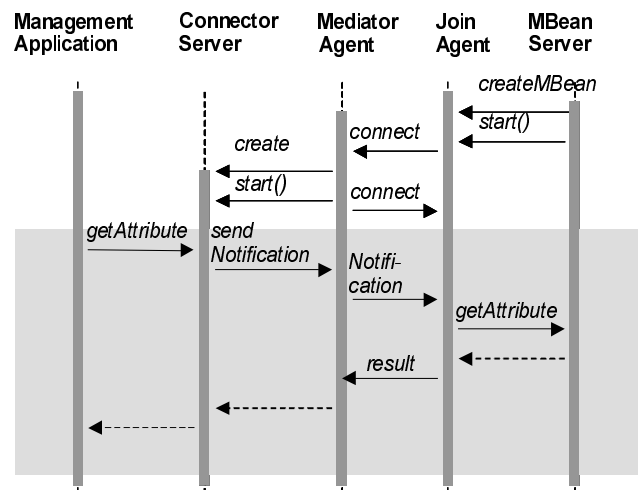 Management Application
Connector Server
Mediator Agent
Join Agent
MBean Server
createMBean
start()
connect
create
start()
connect
getAttribute
send
Notification
Notifi-
cation
getAttribute
result